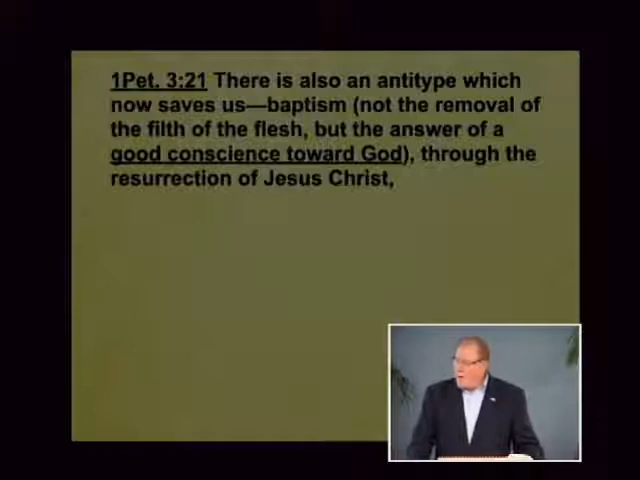 1Pet. 3:21 There is also an antitype which
now saves us—baptism (not the removal of
the filth of the flesh, but the answer of a
good conscience toward God), through the
resurrection of Jesus Christ,